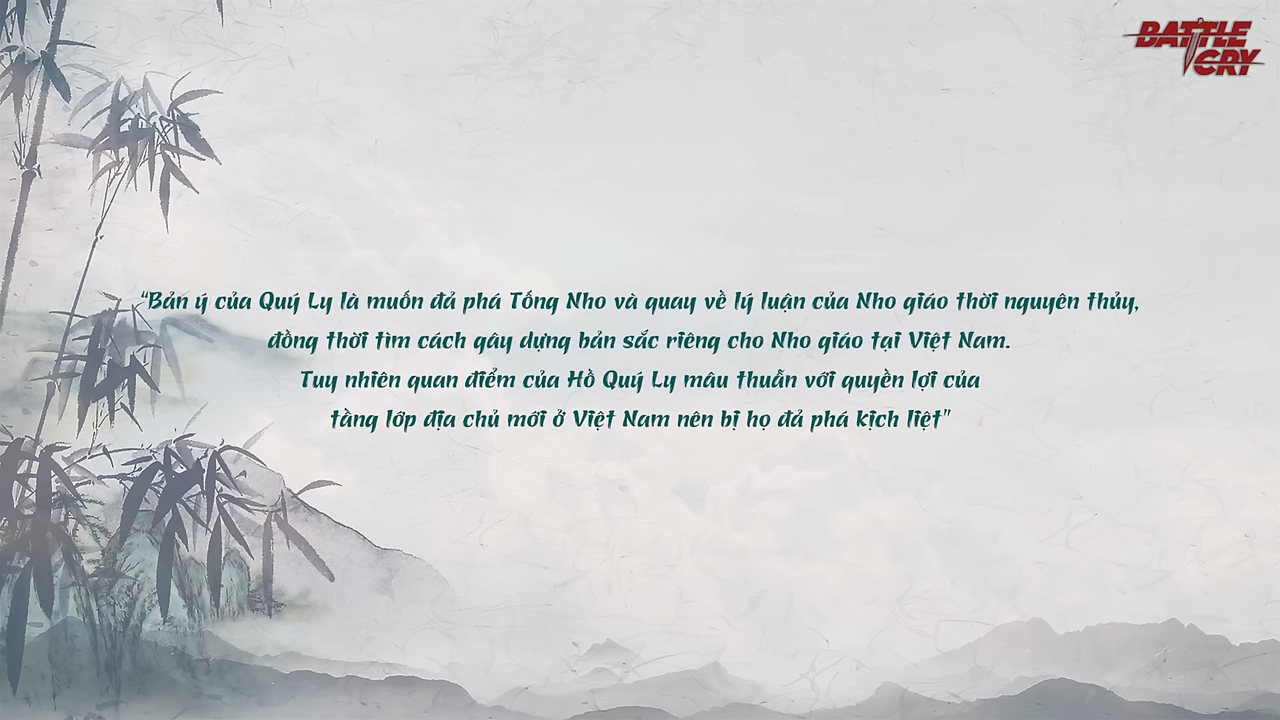 BATTLE
CRY
“Bản ý của Quý Ly là muốn đả phá Tống Nho và quay về lý luận của Nho giáo thời nguyên thủy,
đồng thời tìm cách gây dựng bản sắc riêng cho Nho giáo tại Việt Nam.
Tuy nhiên quan điểm của Hồ Quý Ly mâu thuẫn với quyền lợi của
tầng lớp địa chủ mới ở Việt Nam nên bị họ đả phá kịch liệt”